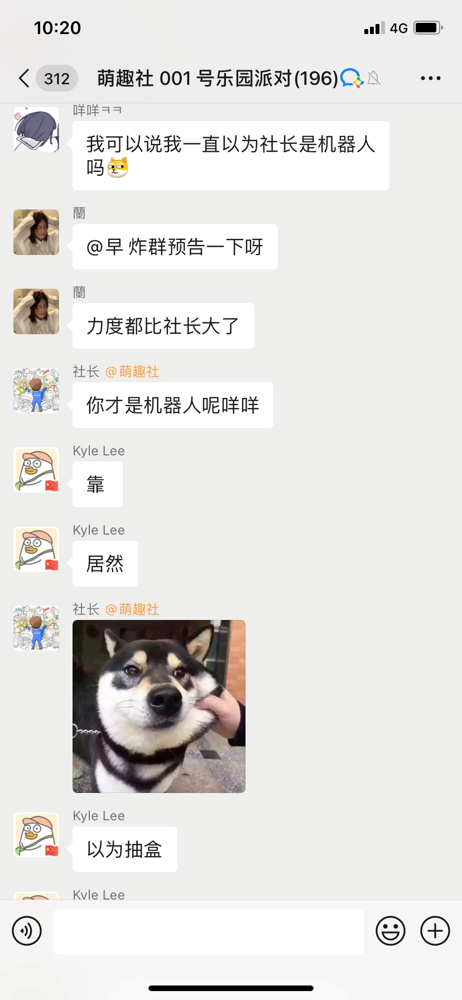 10:20
4G
312
萌趣社 001 号乐园派对(196)
咩咩ㅋㅋ
我可以说我一直以为社长是机器人
吗
蘭
@早 炸群预告一下呀
蘭
力度都比社长大了
社长 @萌趣社
你才是机器人呢咩咩
Kyle Lee
靠
Kyle Lee
居然
社长 @萌趣社
Kyle Lee
以为抽盒
Kyle Lee